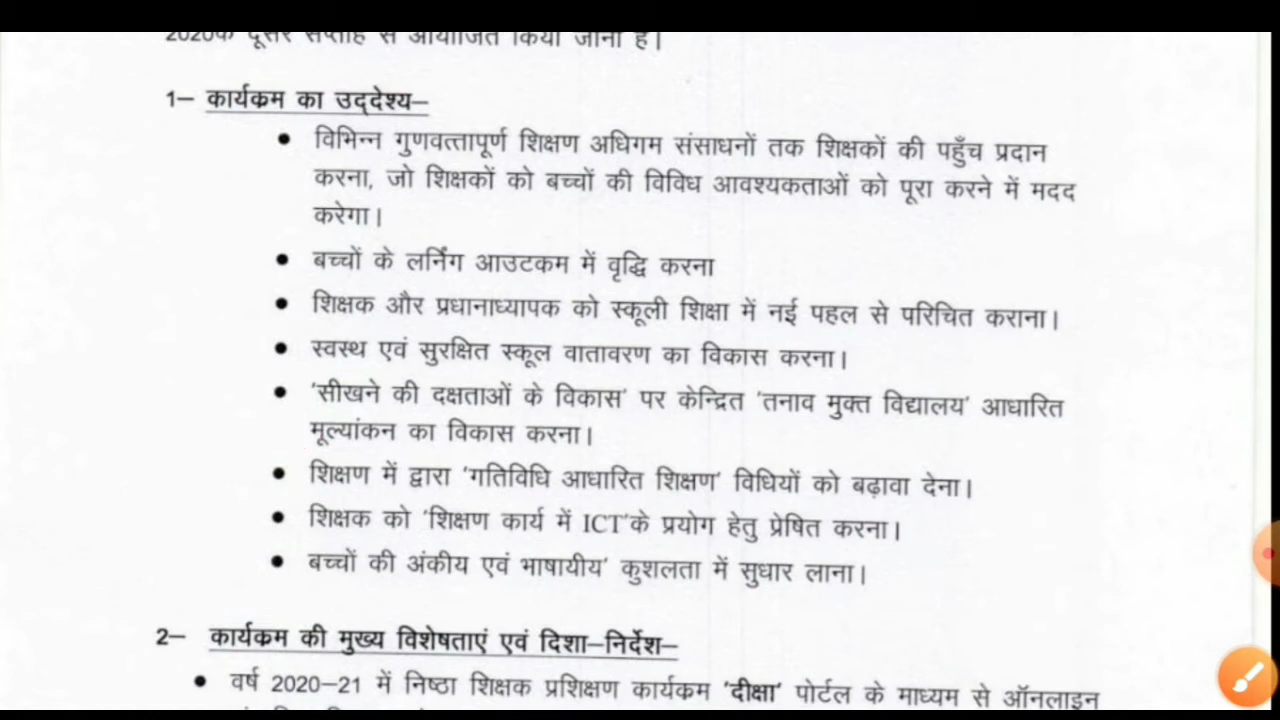 2020के दूसरे सप्ताह से आयोजित किया जाना है।
1– कार्यक्रम का उद्देश्य–
• विभिन्न गुणवत्तापूर्ण शिक्षण अधिगम संसाधनों तक शिक्षकों की पहुँच प्रदान
करना, जो शिक्षकों को बच्चों की विविध आवश्यकताओं को पूरा करने में मदद
करेगा।
• बच्चों के लर्निंग आउटकम में वृद्धि करना
• शिक्षक और प्रधानाध्यापक को स्कूली शिक्षा में नई पहल से परिचित कराना।
• स्वस्थ एवं सुरक्षित स्कूल वातावरण का विकास करना।
• 'सीखने की दक्षताओं के विकास' पर केन्द्रित 'तनाव मुक्त विद्यालय' आधारित
मूल्यांकन का विकास करना।
• शिक्षण में द्वारा 'गतिविधि आधारित शिक्षण' विधियों को बढ़ावा देना।
• शिक्षक को 'शिक्षण कार्य में ICT'के प्रयोग हेतु प्रेषित करना।
• बच्चों की अंकीय एवं भाषायीय' कुशलता में सुधार लाना।
2– कार्यक्रम की मुख्य विशेषताएं एवं दिशा–निर्देश–
• वर्ष 2020–21 में निष्ठा शिक्षक प्रशिक्षण कार्यक्रम 'दीक्षा' पोर्टल के माध्यम से ऑनलाइन